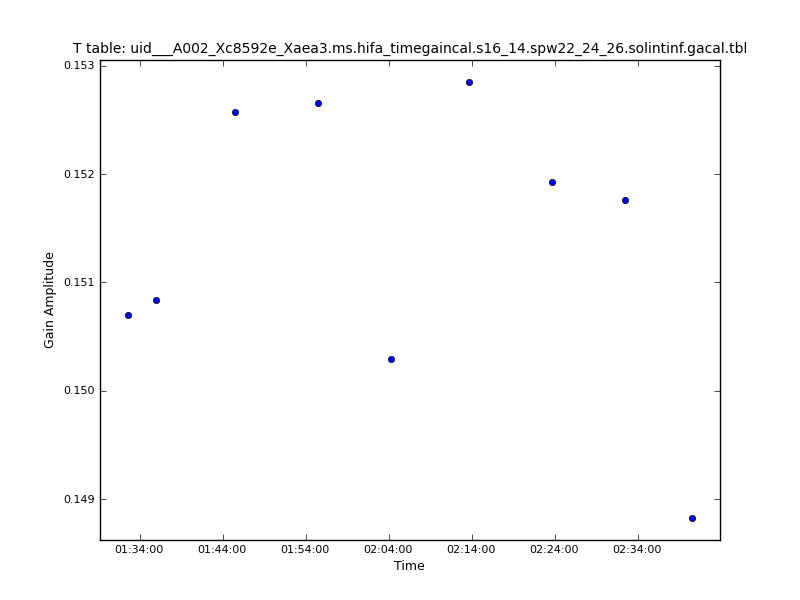 T table: uid___A002_Xc8592e_Xaea3.ms.hifa_timegaincal.s16_14.spw22_24_26.solintinf.gacal.tbl
0.153
0.152
0.151
0.150
0.149
Gain Amplitude
01:34:00 01:44:00 01:54:00 02:04:00 02:14:00 02:24:00 02:34:00
Time